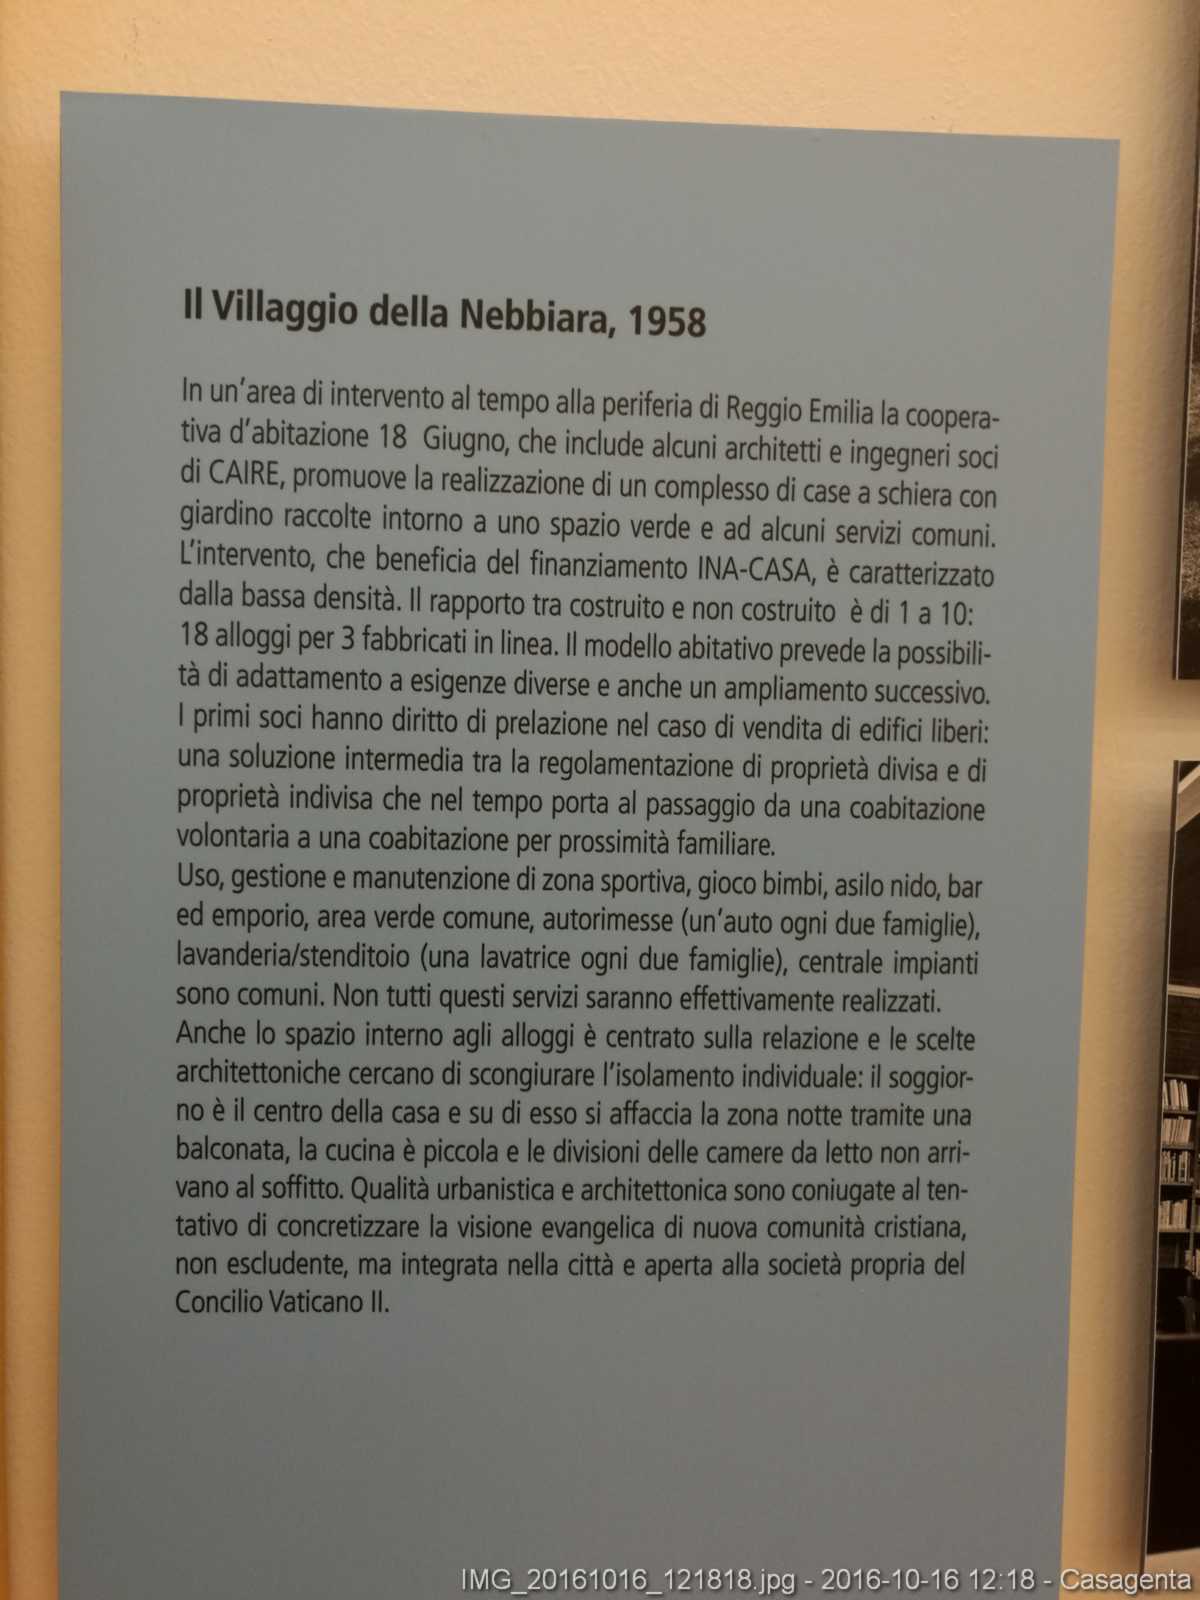 Il Villaggio della Nebbiara, 1958
In un'area di intervento al tempo alla periferia di Reggio Emilia la coopera-
tiva d'abitazione 18 Giugno, che include alcuni architetti e ingegneri soci
di CAIRE, promuove la realizzazione di un complesso di case a schiera con
giardino raccolte intorno a uno spazio verde e ad alcuni servizi comuni.
L'intervento, che beneficia del finanziamento INA-CASA, è caratterizzato
dalla bassa densità. Il rapporto tra costruito e non costruito è di 1 a 10:
18 alloggi per 3 fabbricati in linea. Il modello abitativo prevede la possibili-
tà di adattamento a esigenze diverse e anche un ampliamento successivo.
I primi soci hanno diritto di prelazione nel caso di vendita di edifici liberi:
una soluzione intermedia tra la regolamentazione di proprietà divisa e di
proprietà indivisa che nel tempo porta al passaggio da una coabitazione
volontaria a una coabitazione per prossimità familiare.
Uso, gestione e manutenzione di zona sportiva, gioco bimbi, asilo nido, bar
ed emporio, area verde comune, autorimesse (un'auto ogni due famiglie),
lavanderia/stenditoio (una lavatrice ogni due famiglie), centrale impianti
sono comuni. Non tutti questi servizi saranno effettivamente realizzati.
Anche lo spazio interno agli alloggi è centrato sulla relazione e le scelte
architettoniche cercano di scongiurare l'isolamento individuale: il soggior-
no è il centro della casa e su di esso si affaccia la zona notte tramite una
balconata, la cucina è piccola e le divisioni delle camere da letto non arri-
vano al soffitto. Qualità urbanistica e architettonica sono coniugate al ten-
tativo di concretizzare la visione evangelica di nuova comunità cristiana,
non escludente, ma integrata nella città e aperta alla società propria del
Concilio Vaticano II.
IMG_20161016_121818.jpg - 2016-10-16 12:18 - Casagenta